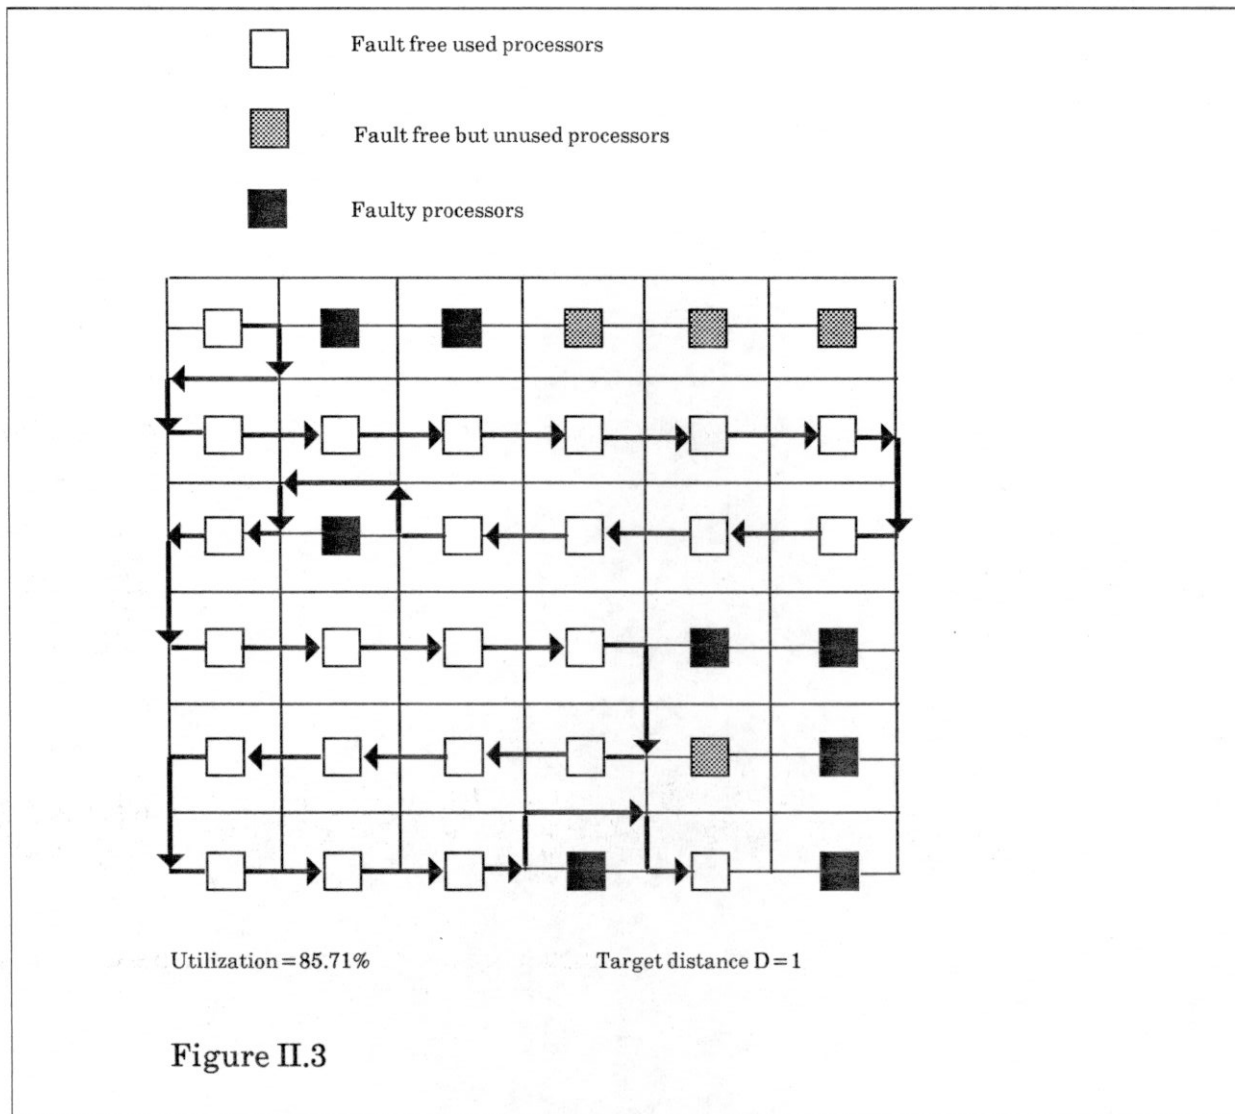 Fault free used processors
Fault free but unused processors
Faulty processors
Utilization=85.71%
Target distance D=1
Figure II.3